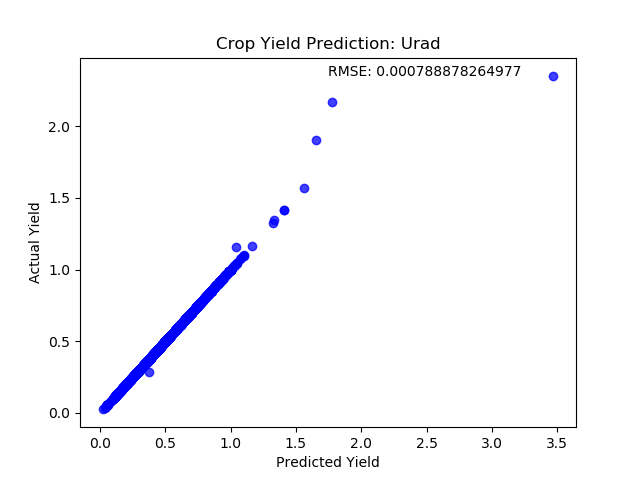 Crop Yield Prediction: Urad
RMSE: 0.000788878264977
2.0
1.5
1.0
0.5
0.0
Actual Yield
0.0 0.5 1.0 1.5 2.0 2.5 3.0 3.5
Predicted Yield